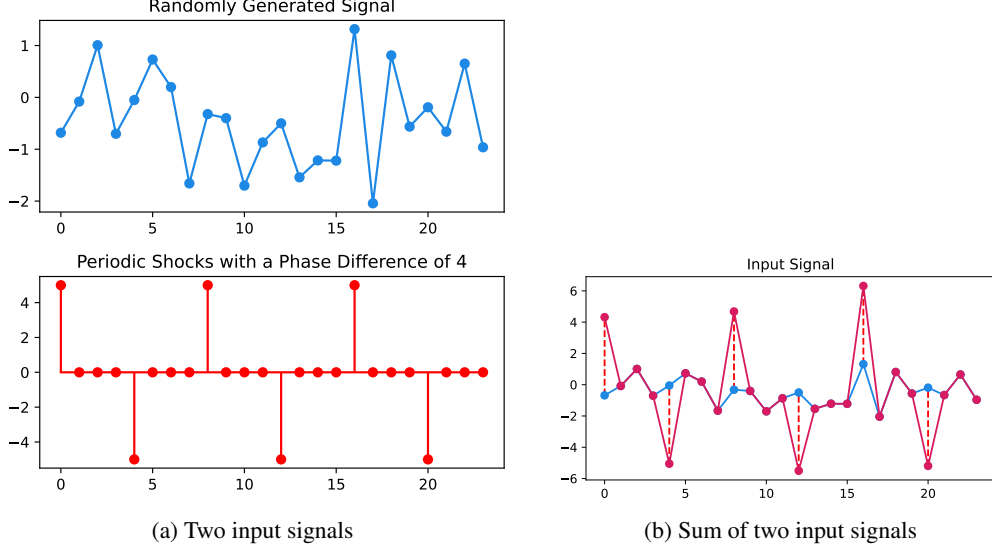 Randomly Generated Signal
1
0
−1
−2
0 5 10 15 20
Periodic Shocks with a Phase Difference of 4
4
2
0
−2
−4
0 5 10 15 20
(a) Two input signals
Input Signal
6
4
2
0
−2
−4
−6
0 5 10 15 20
(b) Sum of two input signals